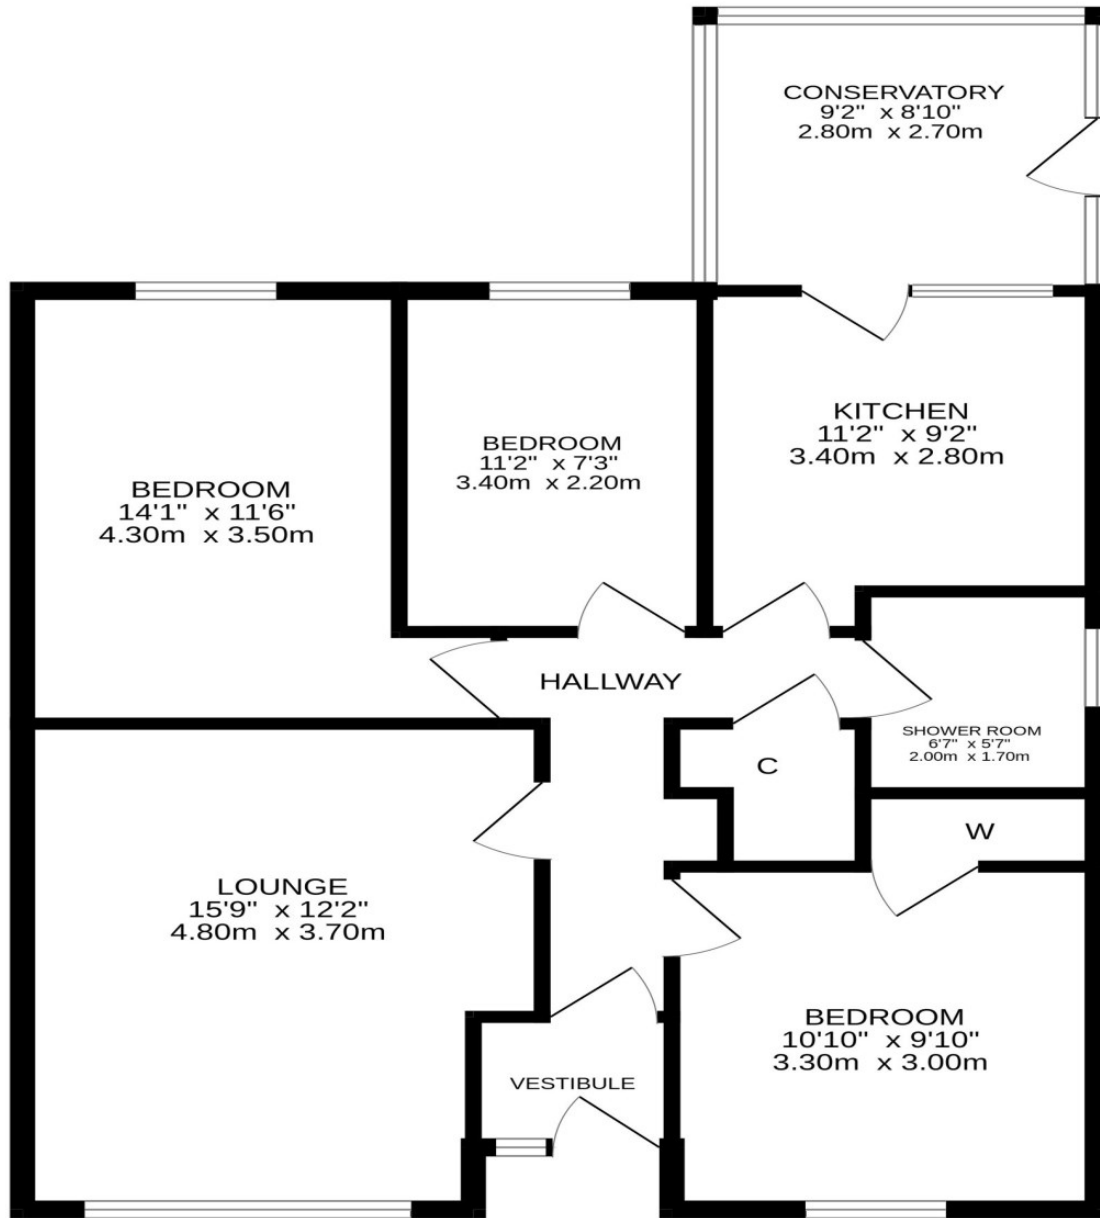 CONSERVATORY
9'2" x 8'10"
2.80m x 2.70m
KITCHEN
11'2" x 9'2"
3.40m x 2.80m
BEDROOM
11'2" x 7'3"
3.40m x 2.20m
BEDROOM
14'1" x 11'6"
4.30m x 3.50m
HALLWAY
SHOWER ROOM
6'7" x 5'7"
2.00m x 1.70m
C
W
LOUNGE
15'9" x 12'2"
4.80m x 3.70m
BEDROOM
10'10" x 9'10"
3.30m x 3.00m
VESTIBULE